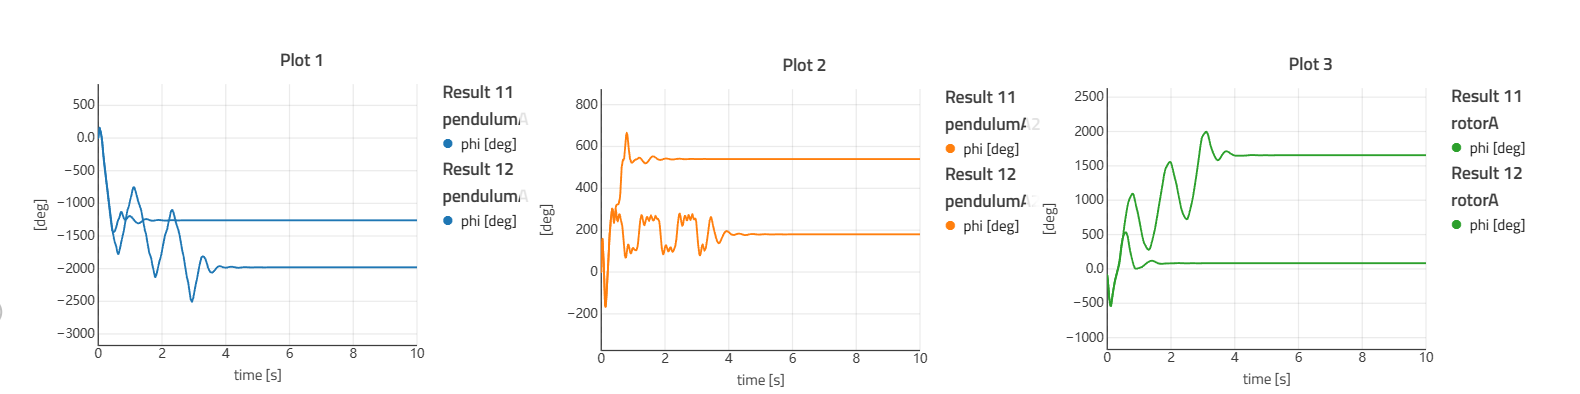 Plot 1
500
0.0
−500
−1000
−1500
−2000
−2500
−3000
[deg]
0 2 4 6 8 10
time [s]
Result 11
pendulumA
phi [deg]
Result 12
pendulumA
phi [deg]
Plot 2
800
600
400
200
0
−200
[deg]
0 2 4 6 8 10
time [s]
Result 11
pendulumA2
phi [deg]
Result 12
pendulumA2
phi [deg]
Plot 3
2500
2000
1500
1000
500
0.0
−500
−1000
[deg]
0 2 4 6 8 10
time [s]
Result 11
rotorA
phi [deg]
Result 12
rotorA
phi [deg]